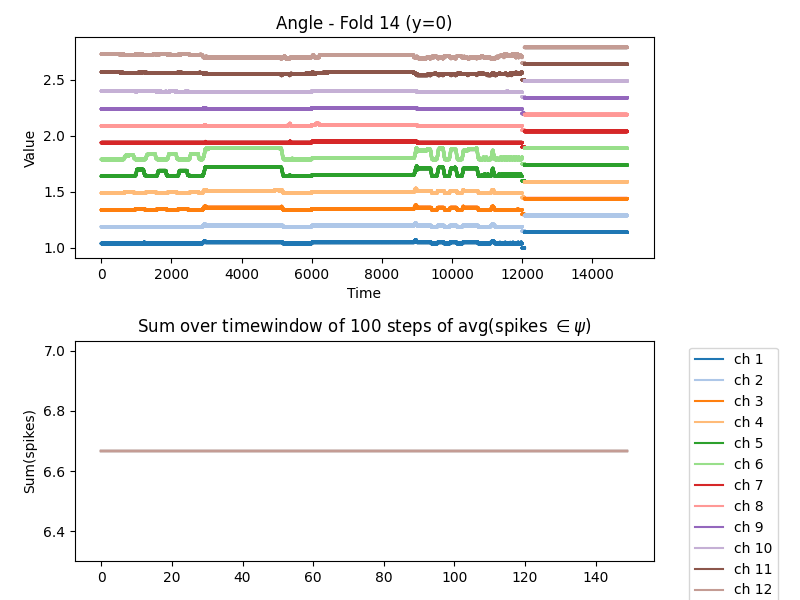 Angle - Fold 14 (y=0)
Value
2.5
2.0
1.5
1.0
0 2000 4000 6000 8000 10000 12000 14000
Time
Sum over timewindow of 100 steps of avg(spikes ∈ ψ)
Sum(spikes)
7.0
6.8
6.6
6.4
0 20 40 60 80 100 120 140
ch 1
ch 2
ch 3
ch 4
ch 5
ch 6
ch 7
ch 8
ch 9
ch 10
ch 11
ch 12